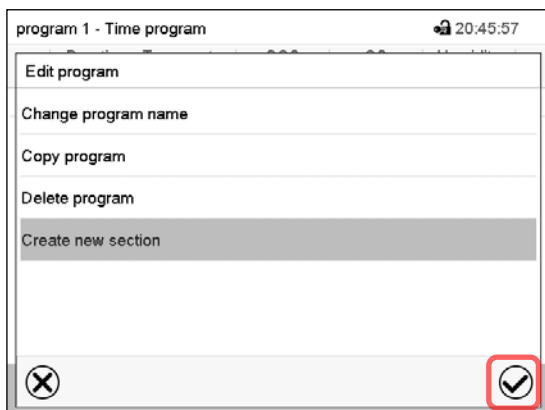 program 1 - Time program 20:45:57
Edit program
Change program name
Copy program
Delete program
Create new section